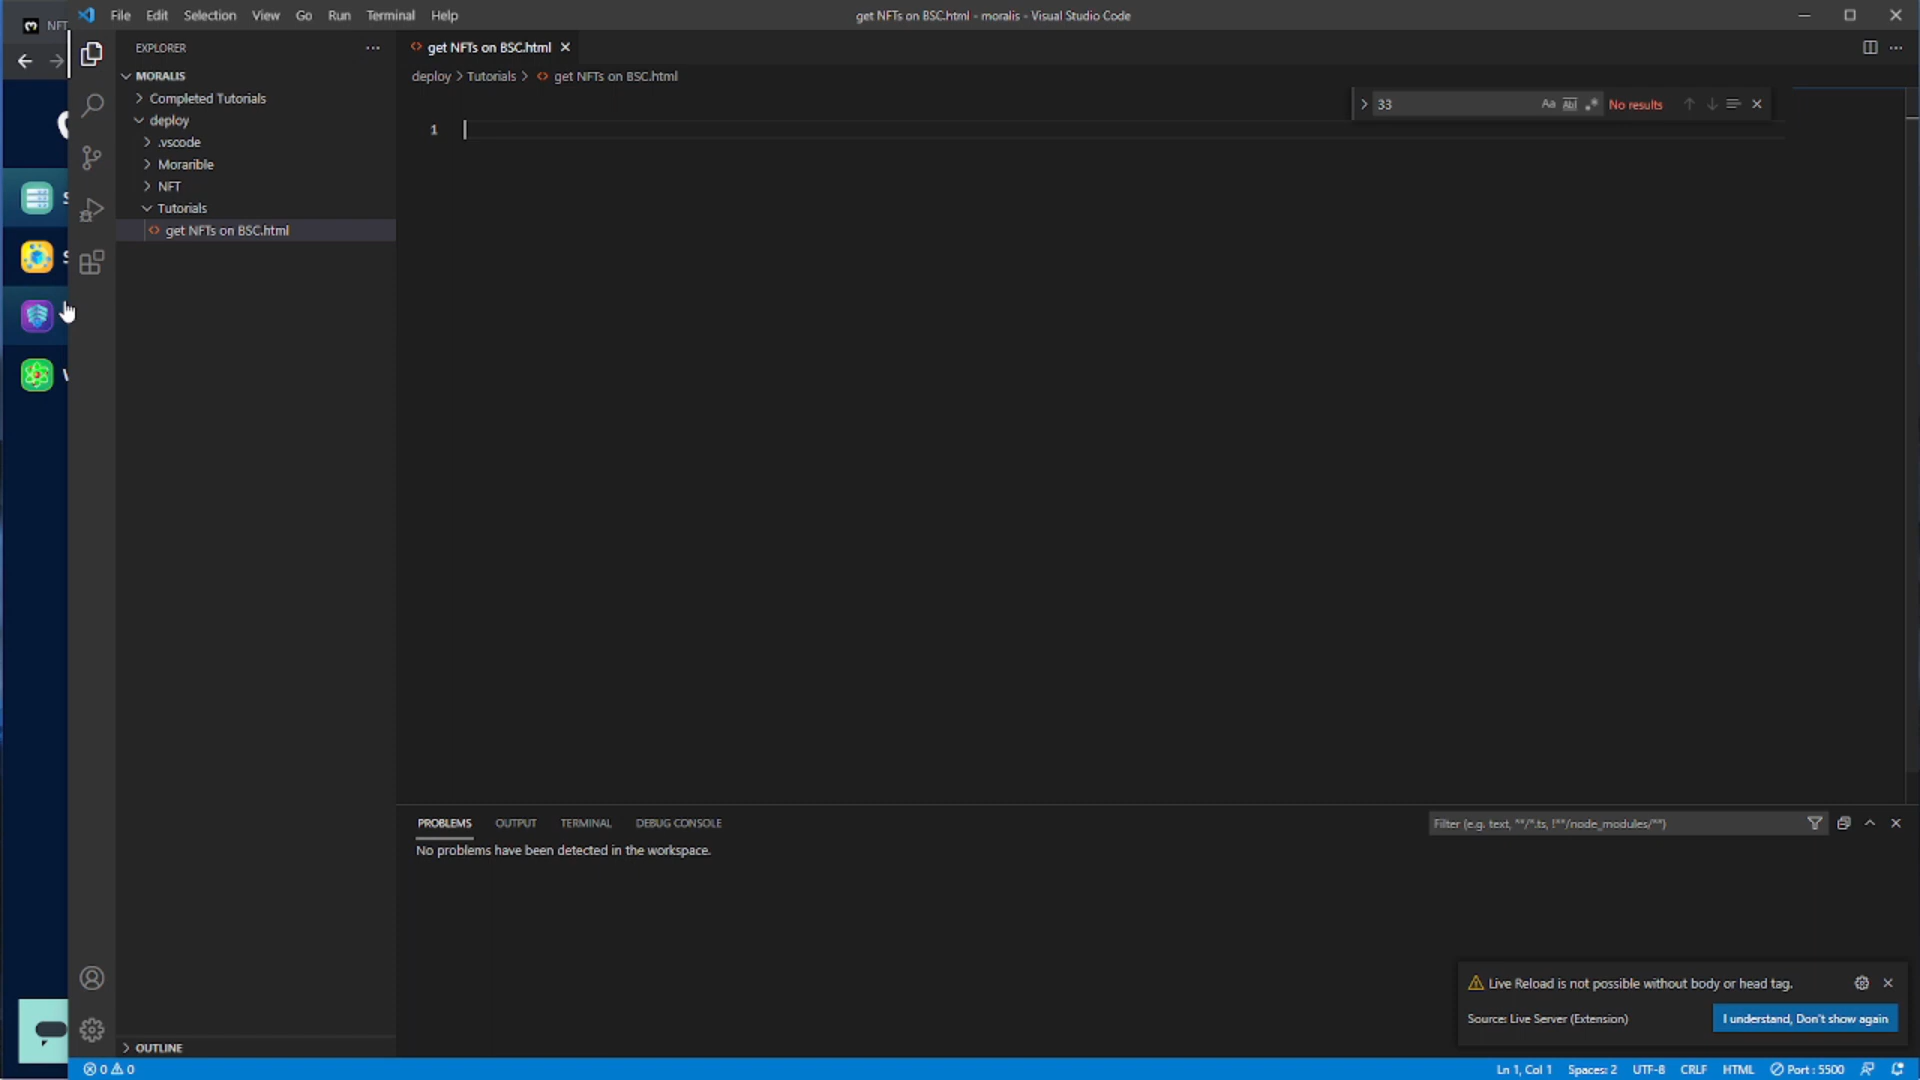 NFT
File Edit Selection View Go Run Terminal Help
get NFTs on BSC.html - moralis - Visual Studio Code
EXPLORER
MORALIS
Completed Tutorials
deploy
.vscode
Morarible
NFT
Tutorials
get NFTs on BSC.html
OUTLINE
get NFTs on BSC.html
deploy > Tutorials > get NFTs on BSC.html
33 Aa Abl .* No results
1
PROBLEMS OUTPUT TERMINAL DEBUG CONSOLE
Filter (e.g. text, **/*.ts, !**/node_modules/**)
No problems have been detected in the workspace.
Live Reload is not possible without body or head tag.
Source: Live Server (Extension)
I understand, Don't show again
0 0
Ln 1, Col 1 Spaces: 2 UTF-8 CRLF HTML Port : 5500